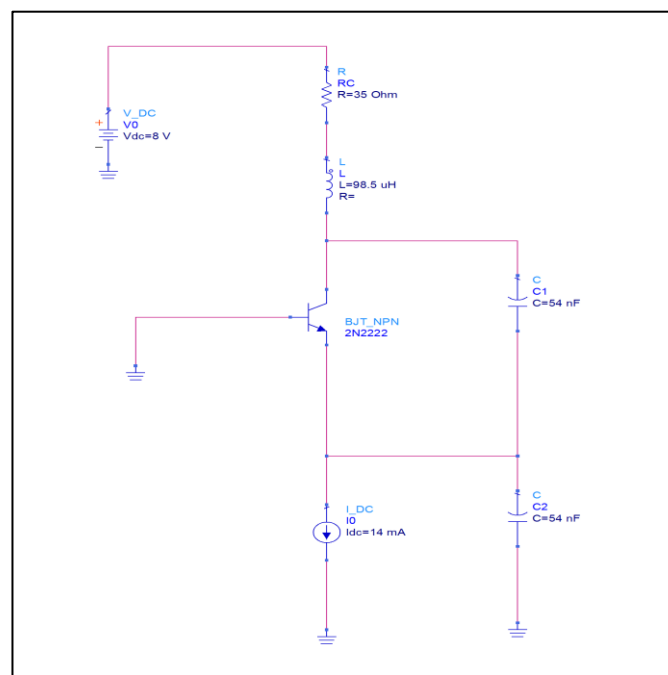 R
RC
R=35 Ohm
V_DC
V0
Vdc=8 V
+
−
L
L
L=98.5 uH
R=
C
C1
C=54 nF
BJT_NPN
2N2222
I_DC
I0
Idc=14 mA
C
C2
C=54 nF